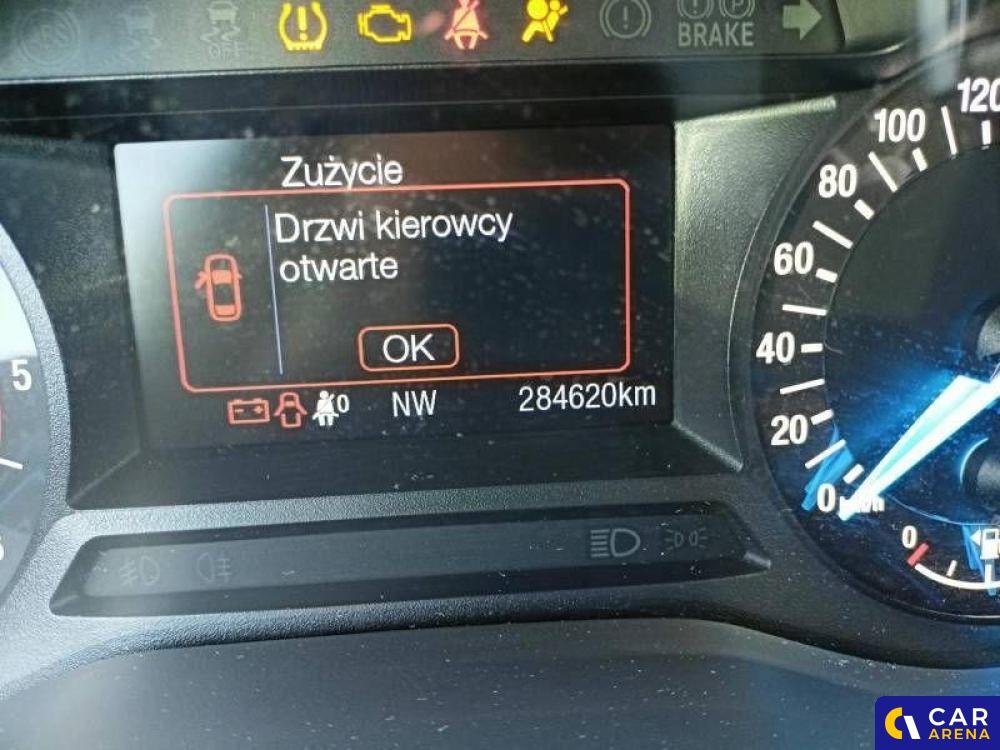 OFF
BRAKE
P
Zużycie
Drzwi kierowcy
otwarte
OK
0
NW
284620km
5
120
100
80
60
40
20
0
0
CAR
ARENA